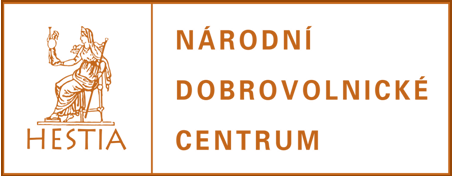 HESTIA
NÁRODNÍ
DOBROVOLNICKÉ
CENTRUM